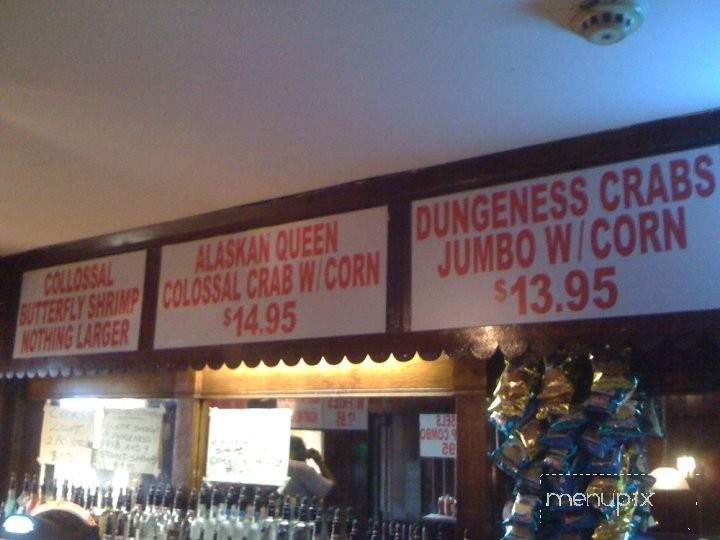 COLLOSSAL
BUTTERFLY SHRIMP
NOTHING LARGER
ALASKAN QUEEN
COLOSSAL CRAB W/CORN
$14.95
DUNGENESS CRABS
JUMBO W/CORN
$13.95
menupix